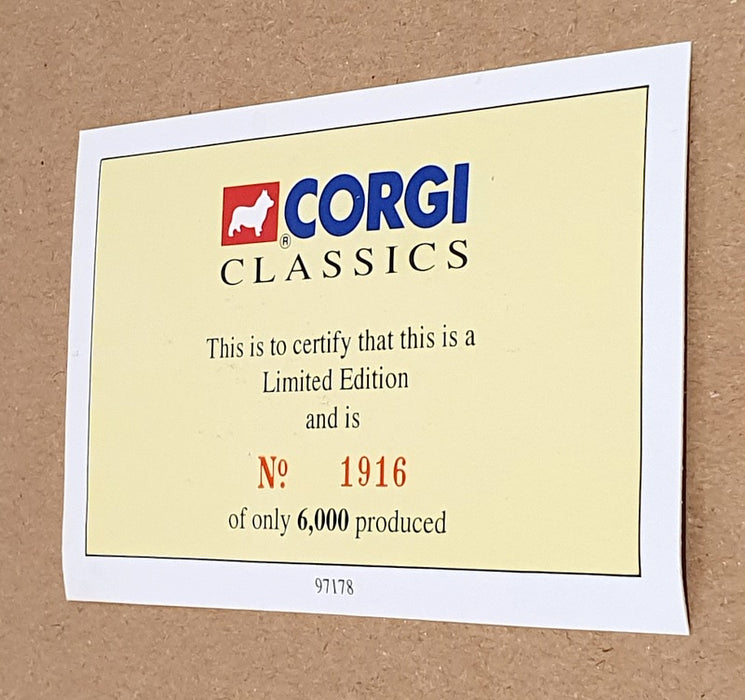 CORGI
®
CLASSICS
This is to certify that this is a
Limited Edition
and is
Nº 1916
of only 6,000 produced
97178